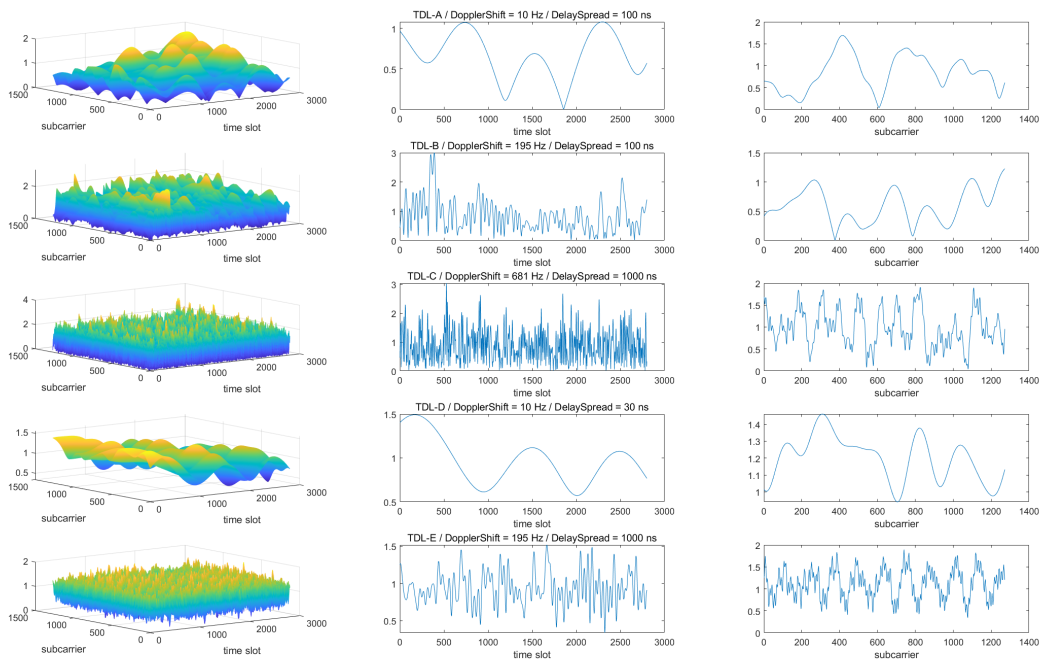 TDL-A / DopplerShift = 10 Hz / DelaySpread = 100 ns
2
1
0
1500
1000
500
0
0
1000
2000
3000
subcarrier
time slot
1
0.5
0
0 500 1000 1500 2000 2500 3000
time slot
2
1.5
1
0.5
0
0 200 400 600 800 1000 1200 1400
subcarrier
TDL-B / DopplerShift = 195 Hz / DelaySpread = 100 ns
2
0
1500
1000
500
0
0
1000
2000
3000
subcarrier
time slot
3
2
1
0
0 500 1000 1500 2000 2500 3000
time slot
1.5
1
0.5
0
0 200 400 600 800 1000 1200 1400
subcarrier
TDL-C / DopplerShift = 681 Hz / DelaySpread = 1000 ns
4
2
0
1500
1000
500
0
0
1000
2000
3000
subcarrier
time slot
3
2
1
0
0 500 1000 1500 2000 2500 3000
time slot
2
1.5
1
0.5
0
0 200 400 600 800 1000 1200 1400
subcarrier
TDL-D / DopplerShift = 10 Hz / DelaySpread = 30 ns
1.5
1
0.5
1500
1000
500
0
0
1000
2000
3000
subcarrier
time slot
1.5
1
0.5
0 500 1000 1500 2000 2500 3000
time slot
1.4
1.3
1.2
1.1
1
0 200 400 600 800 1000 1200 1400
subcarrier
TDL-E / DopplerShift = 195 Hz / DelaySpread = 1000 ns
2
1
0
1500
1000
500
0
0
1000
2000
3000
subcarrier
time slot
1.5
1
0.5
0 500 1000 1500 2000 2500 3000
time slot
2
1.5
1
0.5
0
0 200 400 600 800 1000 1200 1400
subcarrier